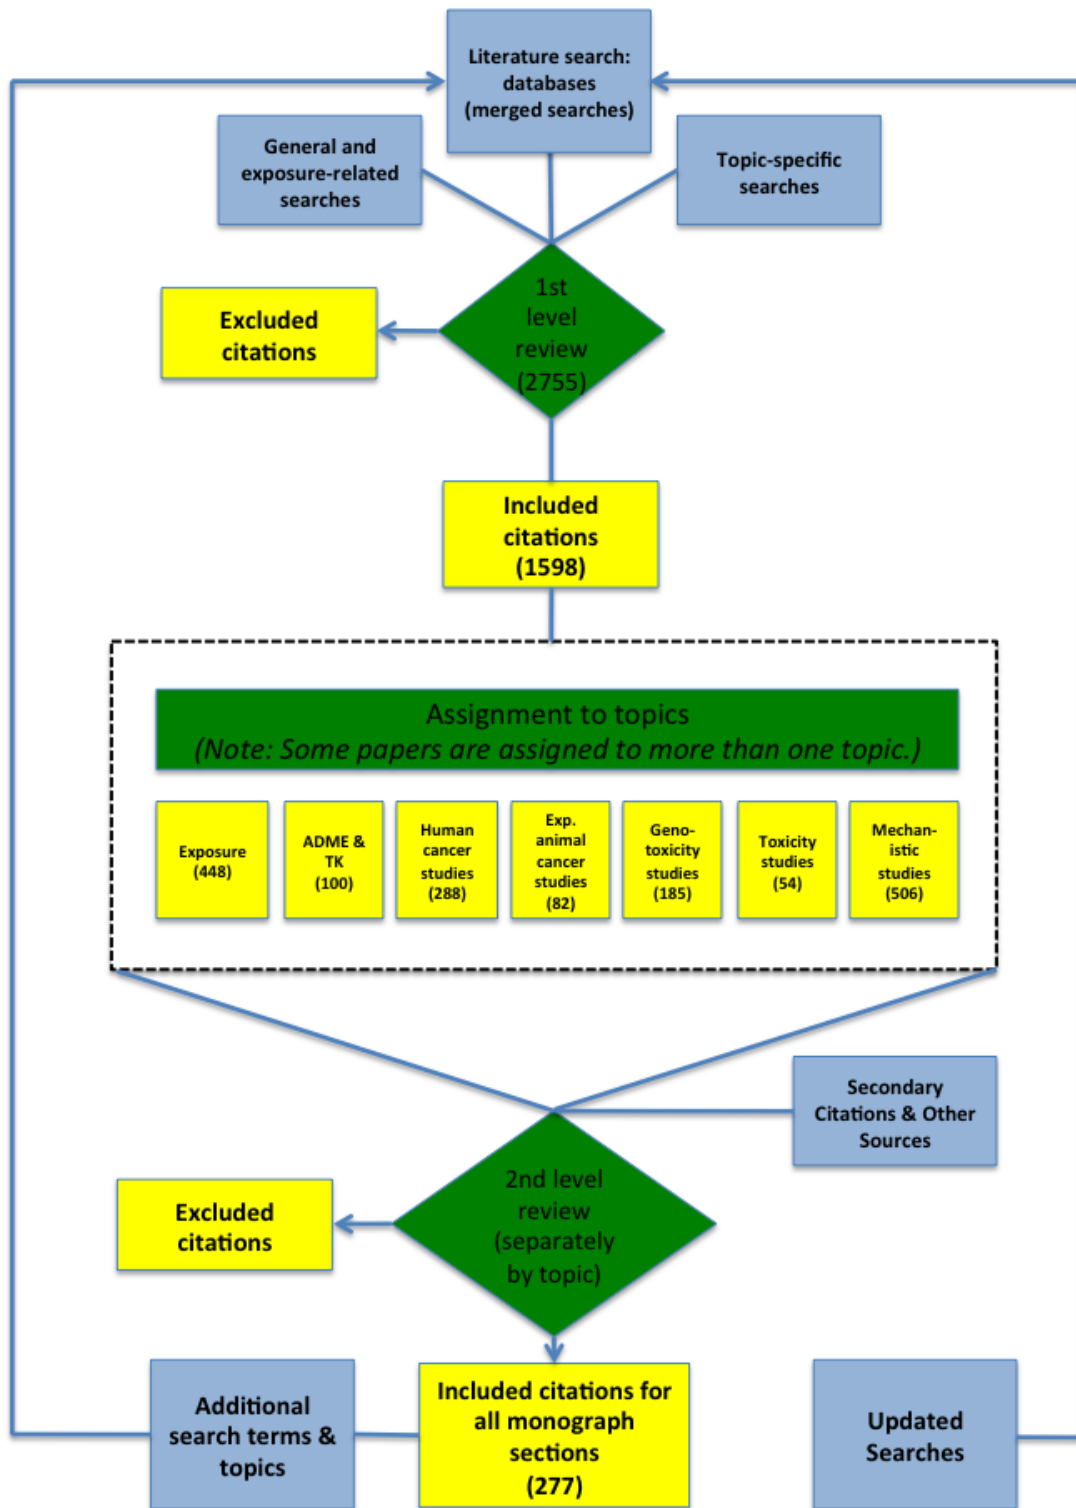 Literature search:
databases
(merged searches)
General and
exposure-related
searches
Topic-specific
searches
1st
level
review
(2755)
Excluded
citations
Included
citations
(1598)
Assignment to topics
(Note: Some papers are assigned to more than one topic.)
Exposure
(448)
ADME &
TK
(100)
Human
cancer
studies
(288)
Exp.
animal
cancer
studies
(82)
Geno-
toxicity
studies
(185)
Toxicity
studies
(54)
Mechan-
istic
studies
(506)
Secondary
Citations & Other
Sources
2nd level
review
(separately
by topic)
Excluded
citations
Additional
search terms &
topics
Included citations for
all monograph
sections
(277)
Updated
Searches